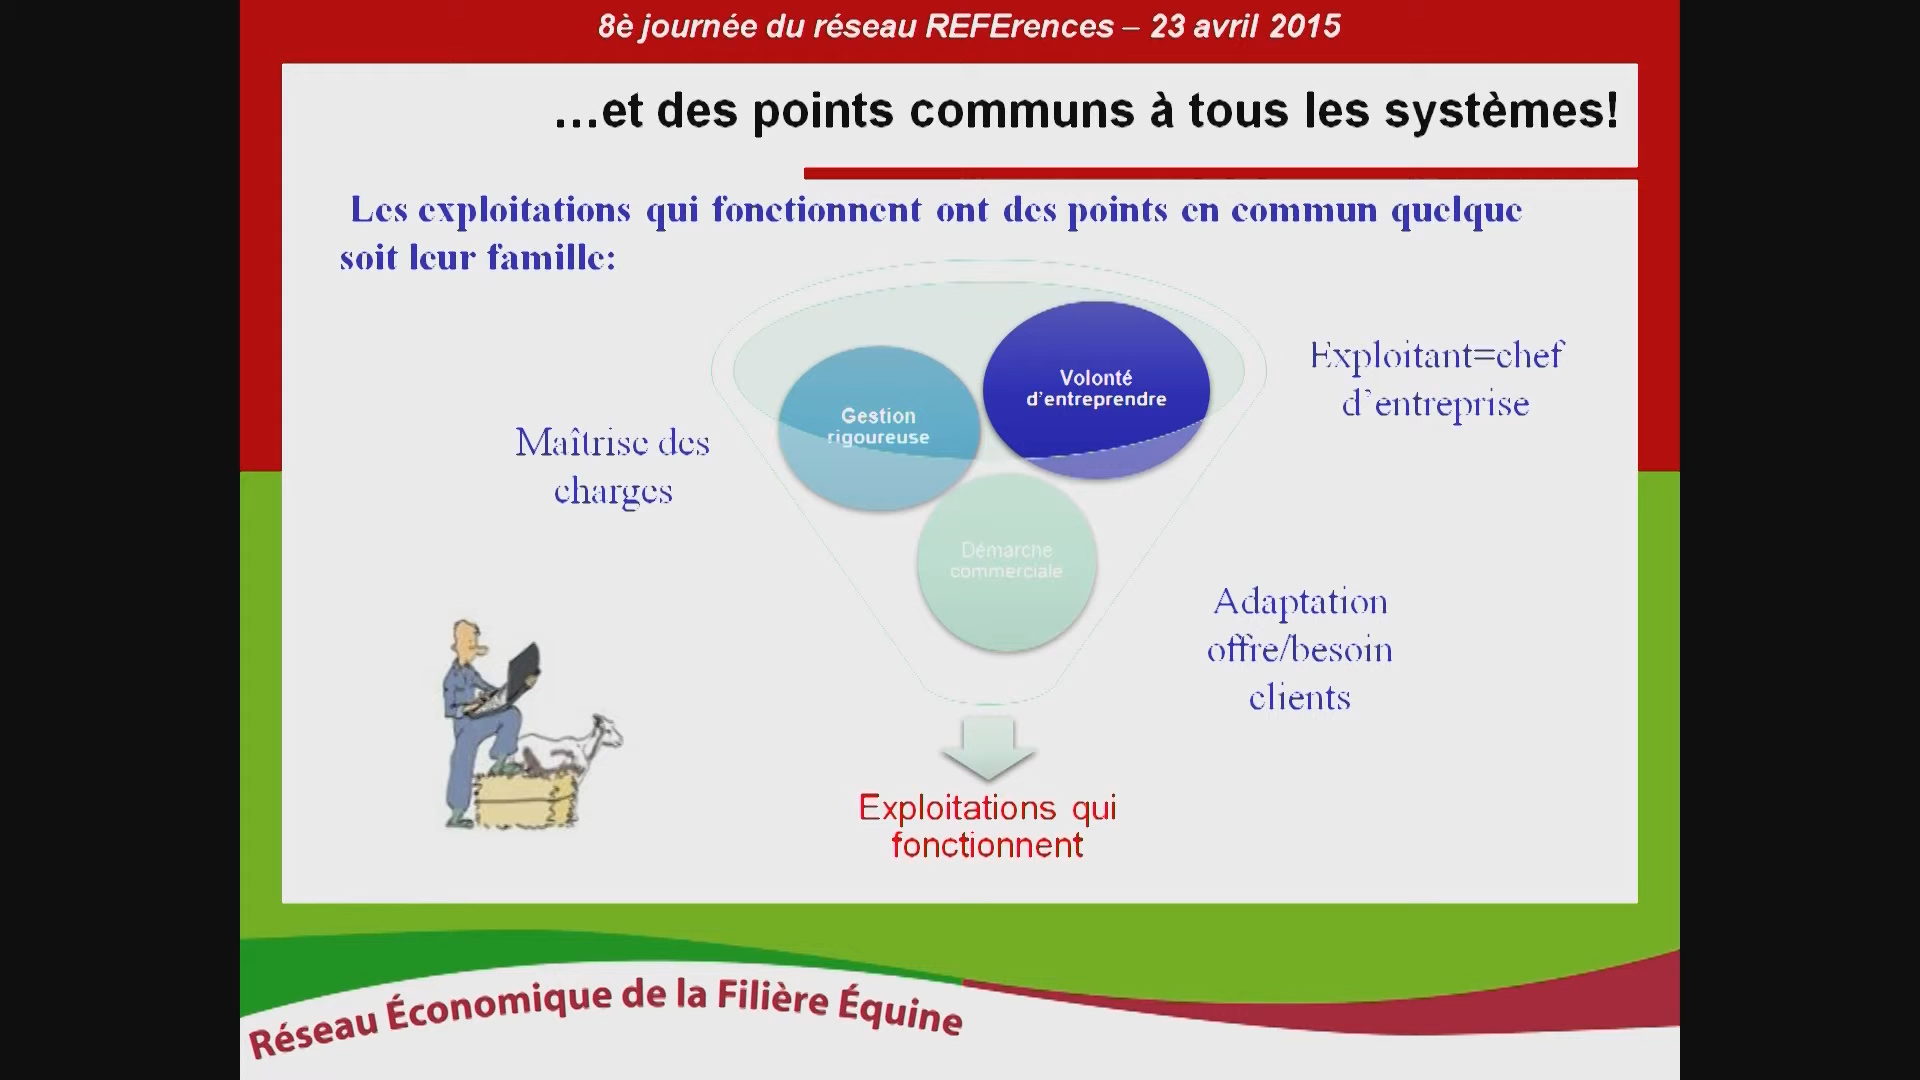 8è journée du réseau REFErences – 23 avril 2015
…et des points communs à tous les systèmes!
Les exploitations qui fonctionnent ont des points en commun quelque
soit leur famille:
Volonté
d’entreprendre
Exploitant=chef
d’entreprise
Gestion
rigoureuse
Maîtrise des
charges
Démarche
commerciale
Adaptation
offre/besoin
clients
Exploitations qui
fonctionnent
Réseau Économique de la Filière Équine